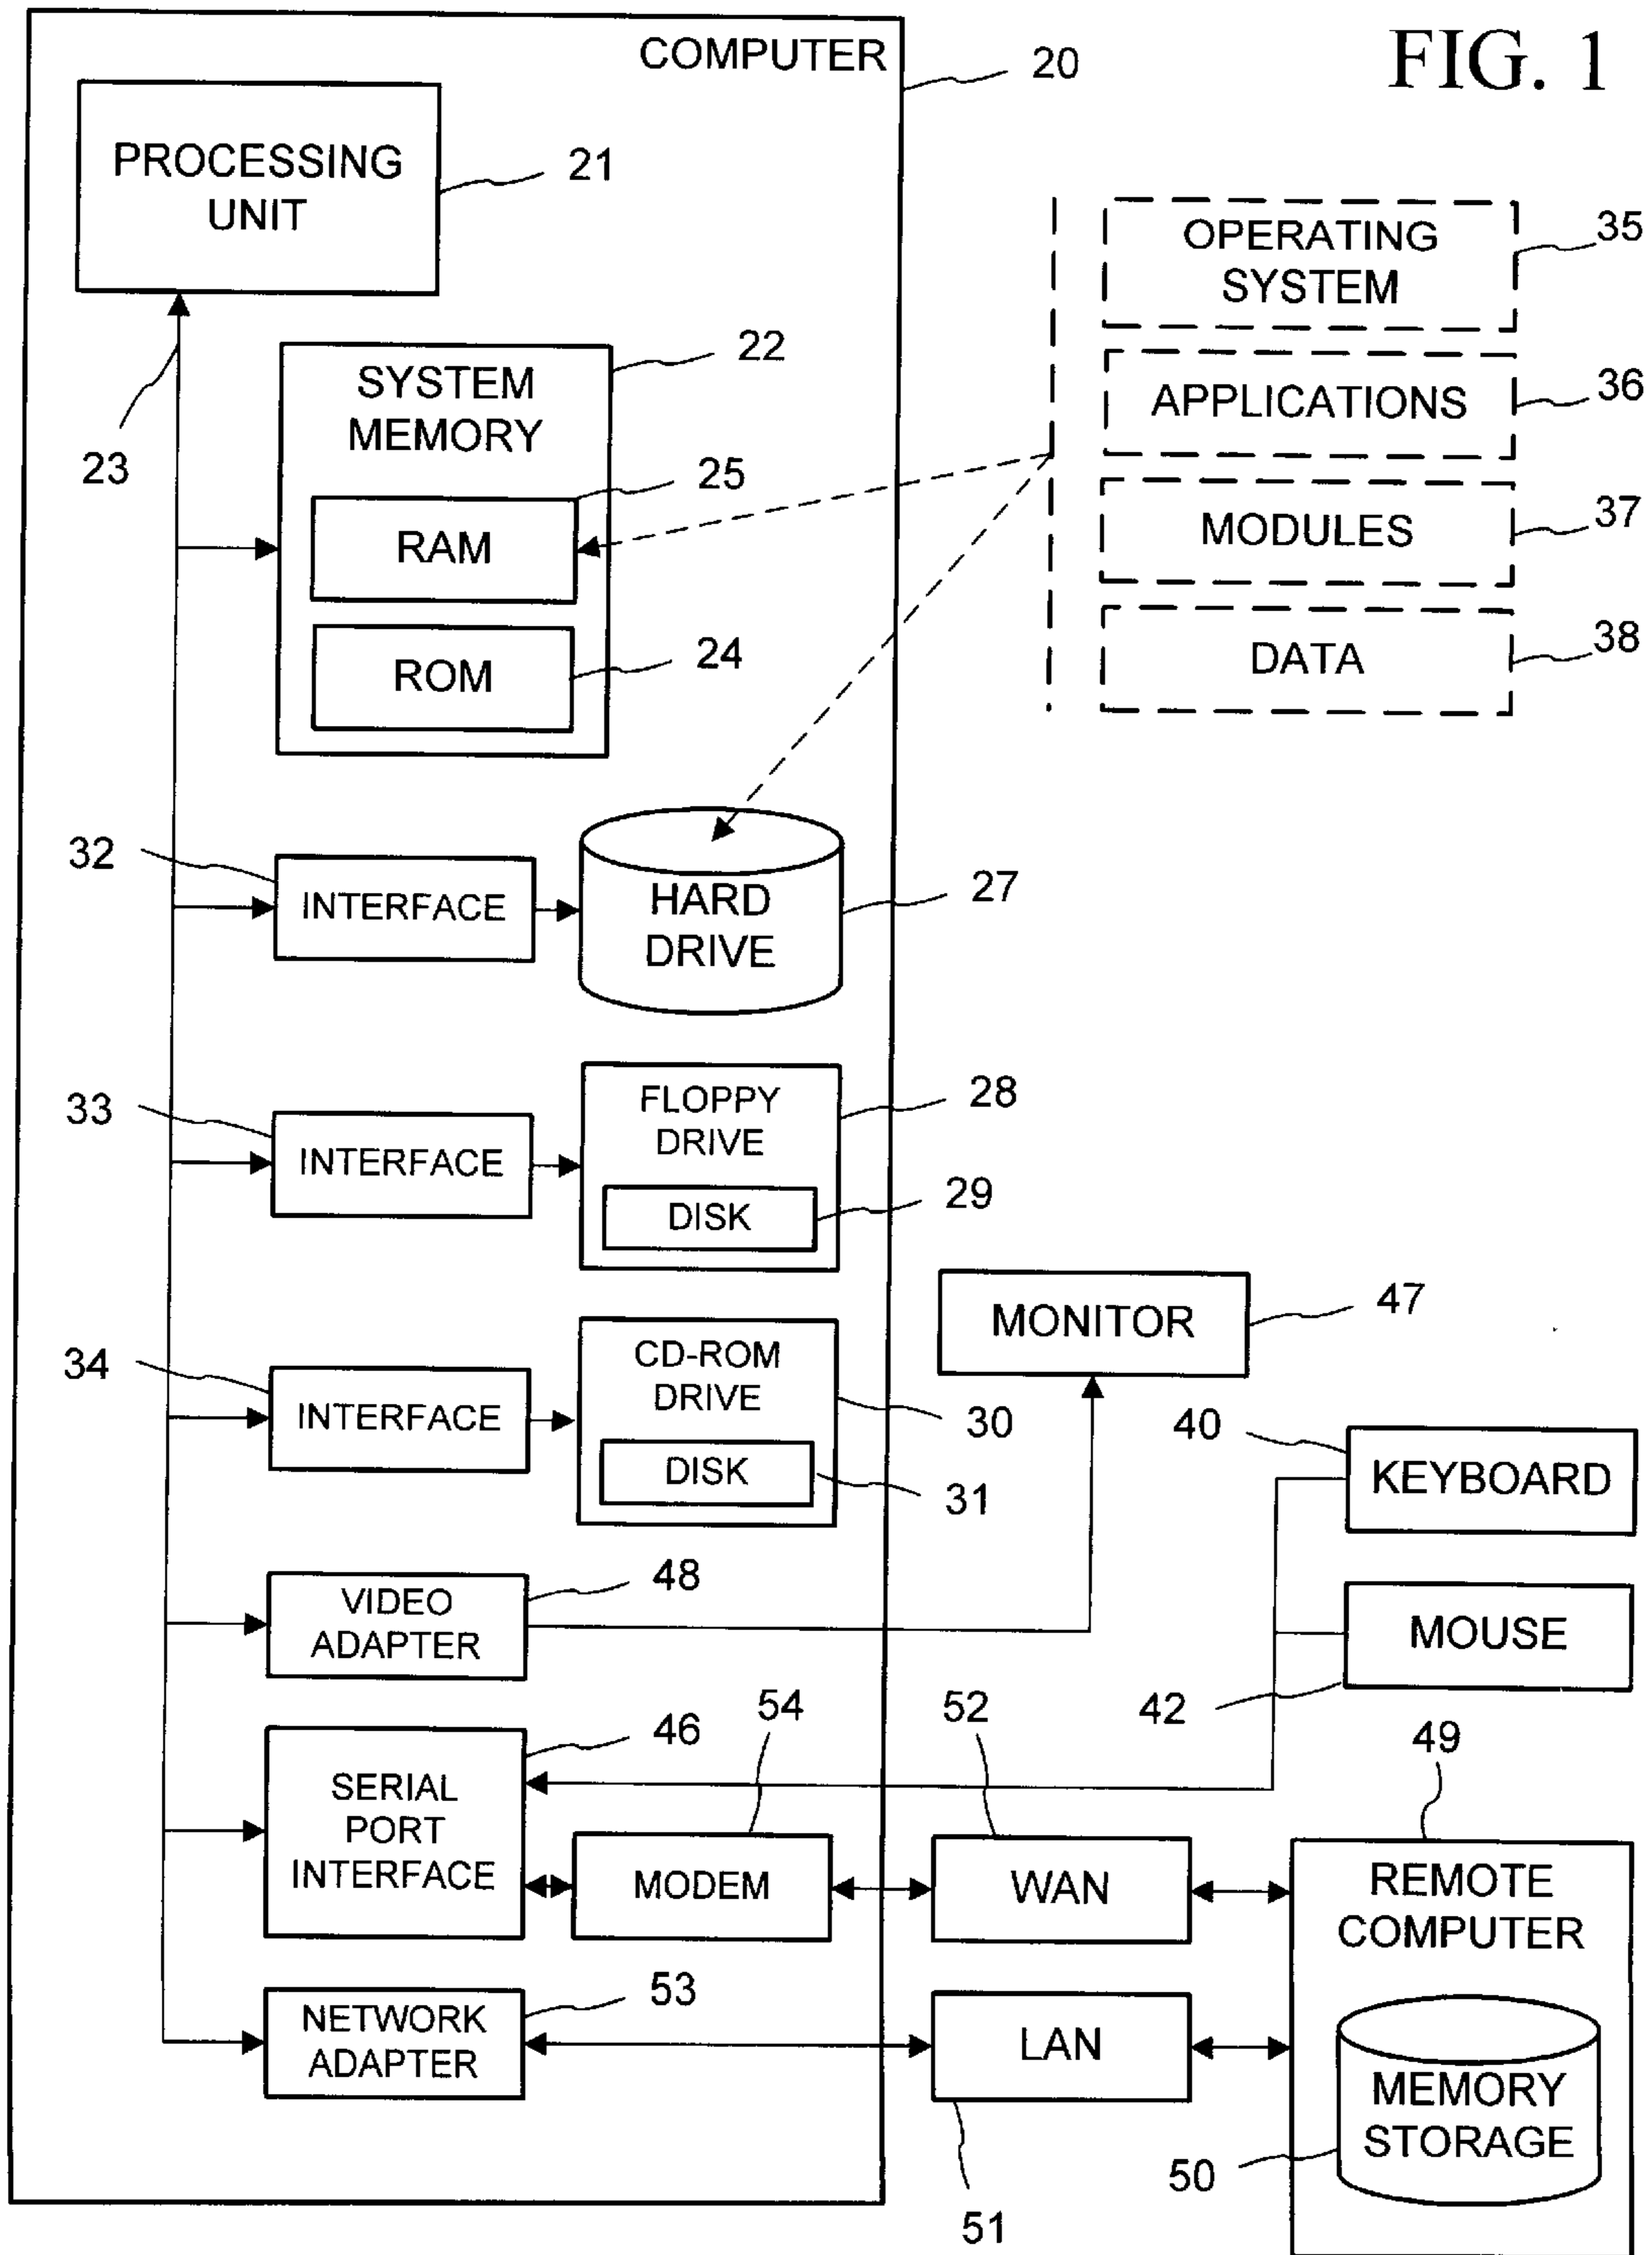 FIG. 1
COMPUTER
20
PROCESSING
UNIT
21
23
SYSTEM
MEMORY
22
RAM
25
ROM
24
OPERATING
SYSTEM
35
APPLICATIONS
36
MODULES
37
DATA
38
32
INTERFACE
HARD
DRIVE
27
33
INTERFACE
FLOPPY
DRIVE
28
DISK
29
34
INTERFACE
CD-ROM
DRIVE
30
DISK
31
MONITOR
47
40
KEYBOARD
MOUSE
42
VIDEO
ADAPTER
48
SERIAL
PORT
INTERFACE
46
MODEM
54
WAN
52
49
REMOTE
COMPUTER
MEMORY
STORAGE
50
NETWORK
ADAPTER
53
LAN
51